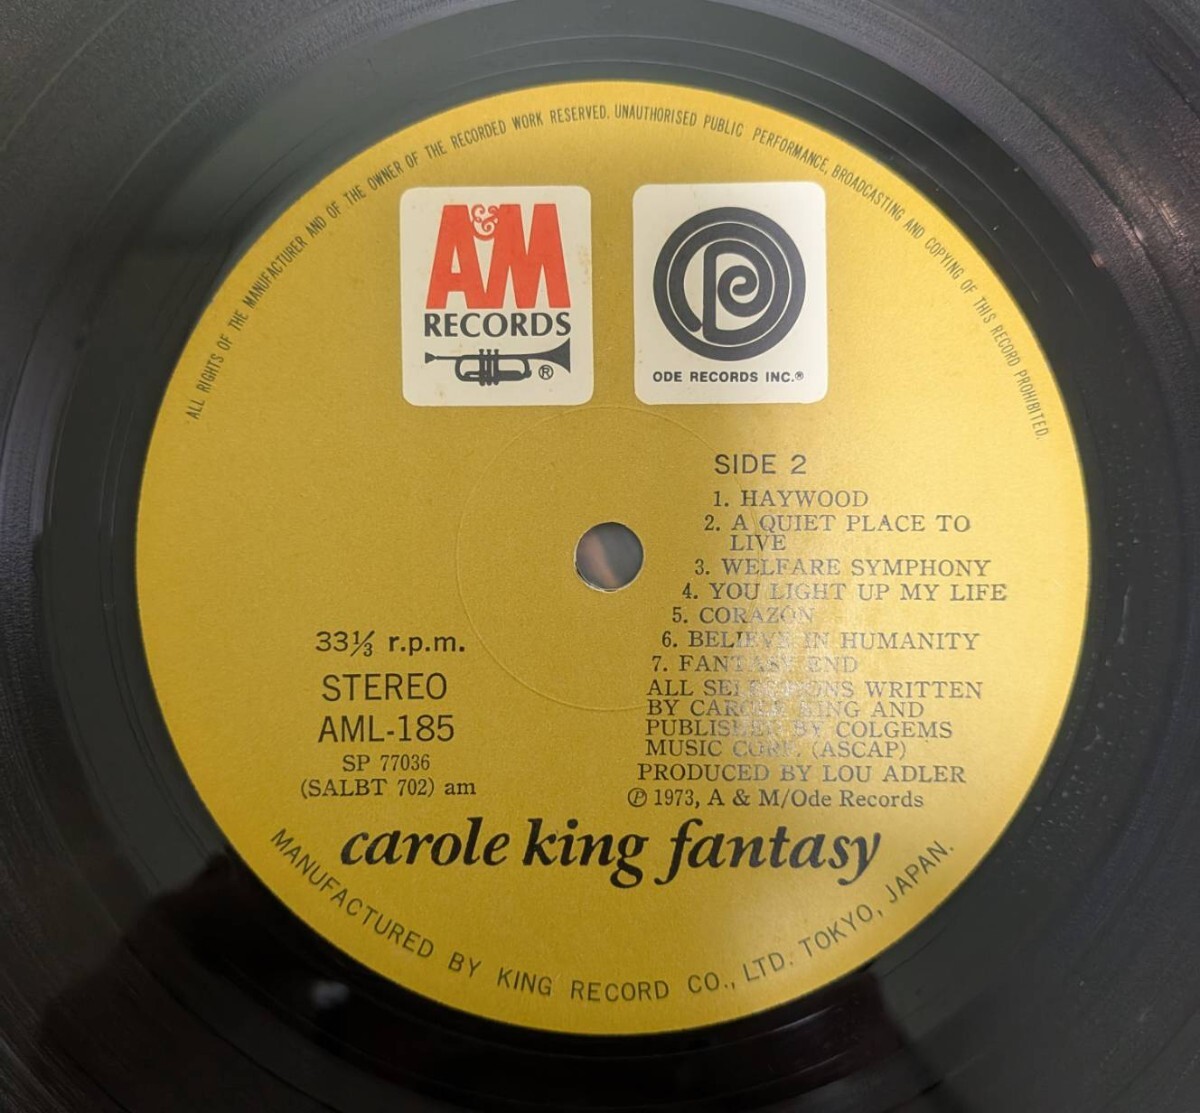 ALL RIGHTS OF THE MANUFACTURER AND OF THE OWNER OF THE RECORDED WORK RESERVED. UNAUTHORISED PUBLIC PERFORMANCE, BROADCASTING AND COPYING OF THIS RECORD PROHIBITED.
A&M
RECORDS
®
ODE RECORDS INC.®
SIDE 2
1. HAYWOOD
2. A QUIET PLACE TO
LIVE
3. WELFARE SYMPHONY
4. YOU LIGHT UP MY LIFE
5. CORAZON
6. BELIEVE IN HUMANITY
7. FANTASY END
ALL SELECTIONS WRITTEN
BY CAROLE KING AND
PUBLISHED BY COLGEMS
MUSIC CORP. (ASCAP)
PRODUCED BY LOU ADLER
℗ 1973, A & M/Ode Records
33⅓ r.p.m.
STEREO
AML-185
SP 77036
(SALBT 702) am
carole king fantasy
MANUFACTURED BY KING RECORD CO., LTD. TOKYO, JAPAN.